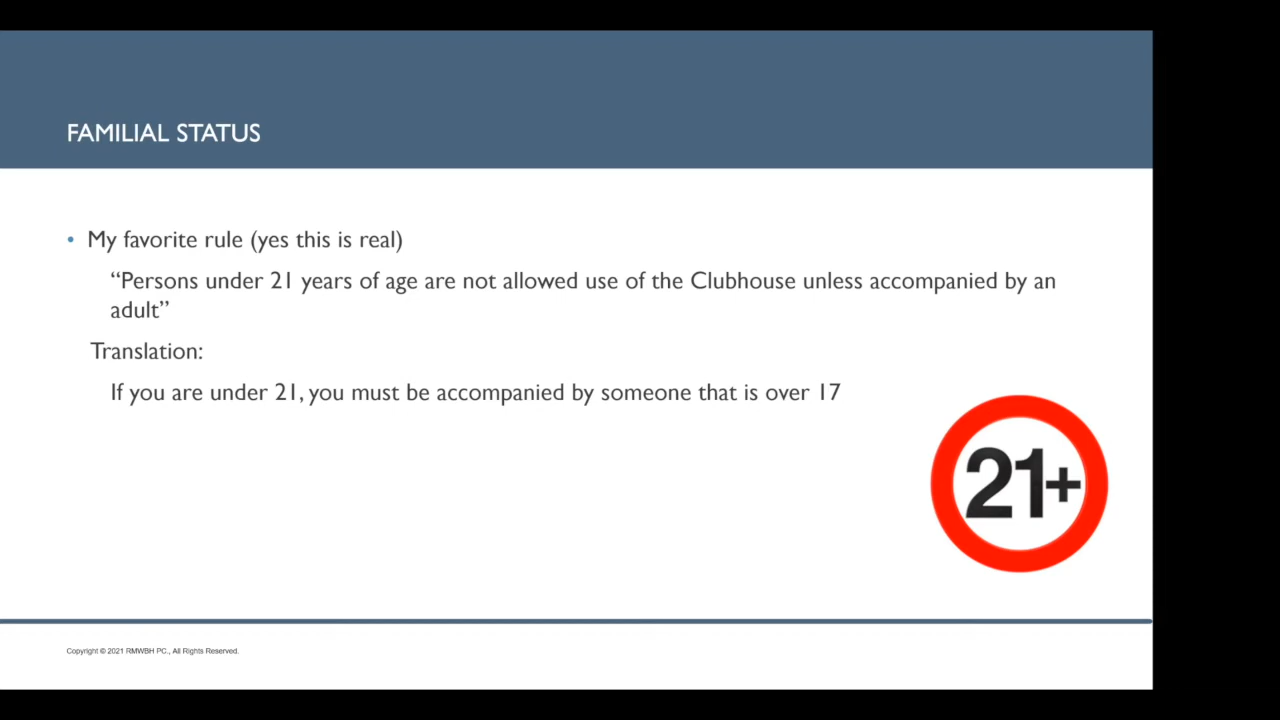 FAMILIAL STATUS
• My favorite rule (yes this is real)
“Persons under 21 years of age are not allowed use of the Clubhouse unless accompanied by an
adult”
Translation:
If you are under 21, you must be accompanied by someone that is over 17
21+
Copyright © 2021 RMWBH PC., All Rights Reserved.